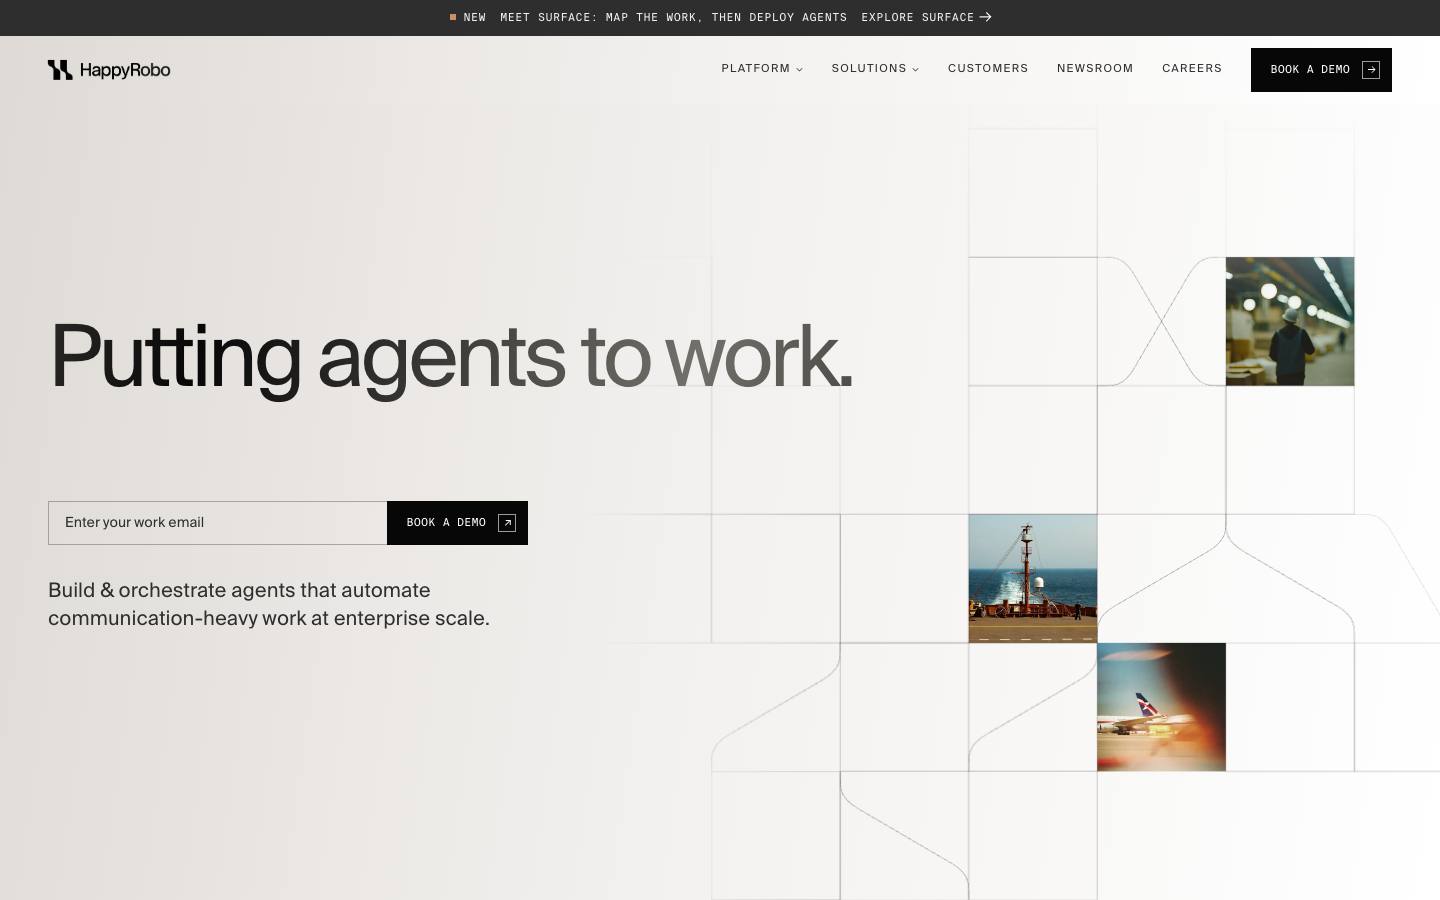 NEW MEET SURFACE: MAP THE WORK, THEN DEPLOY AGENTS EXPLORE SURFACE
HappyRobo
PLATFORM SOLUTIONS CUSTOMERS NEWSROOM CAREERS BOOK A DEMO
Putting agents to work.
Enter your work email BOOK A DEMO
Build & orchestrate agents that automate
communication-heavy work at enterprise scale.